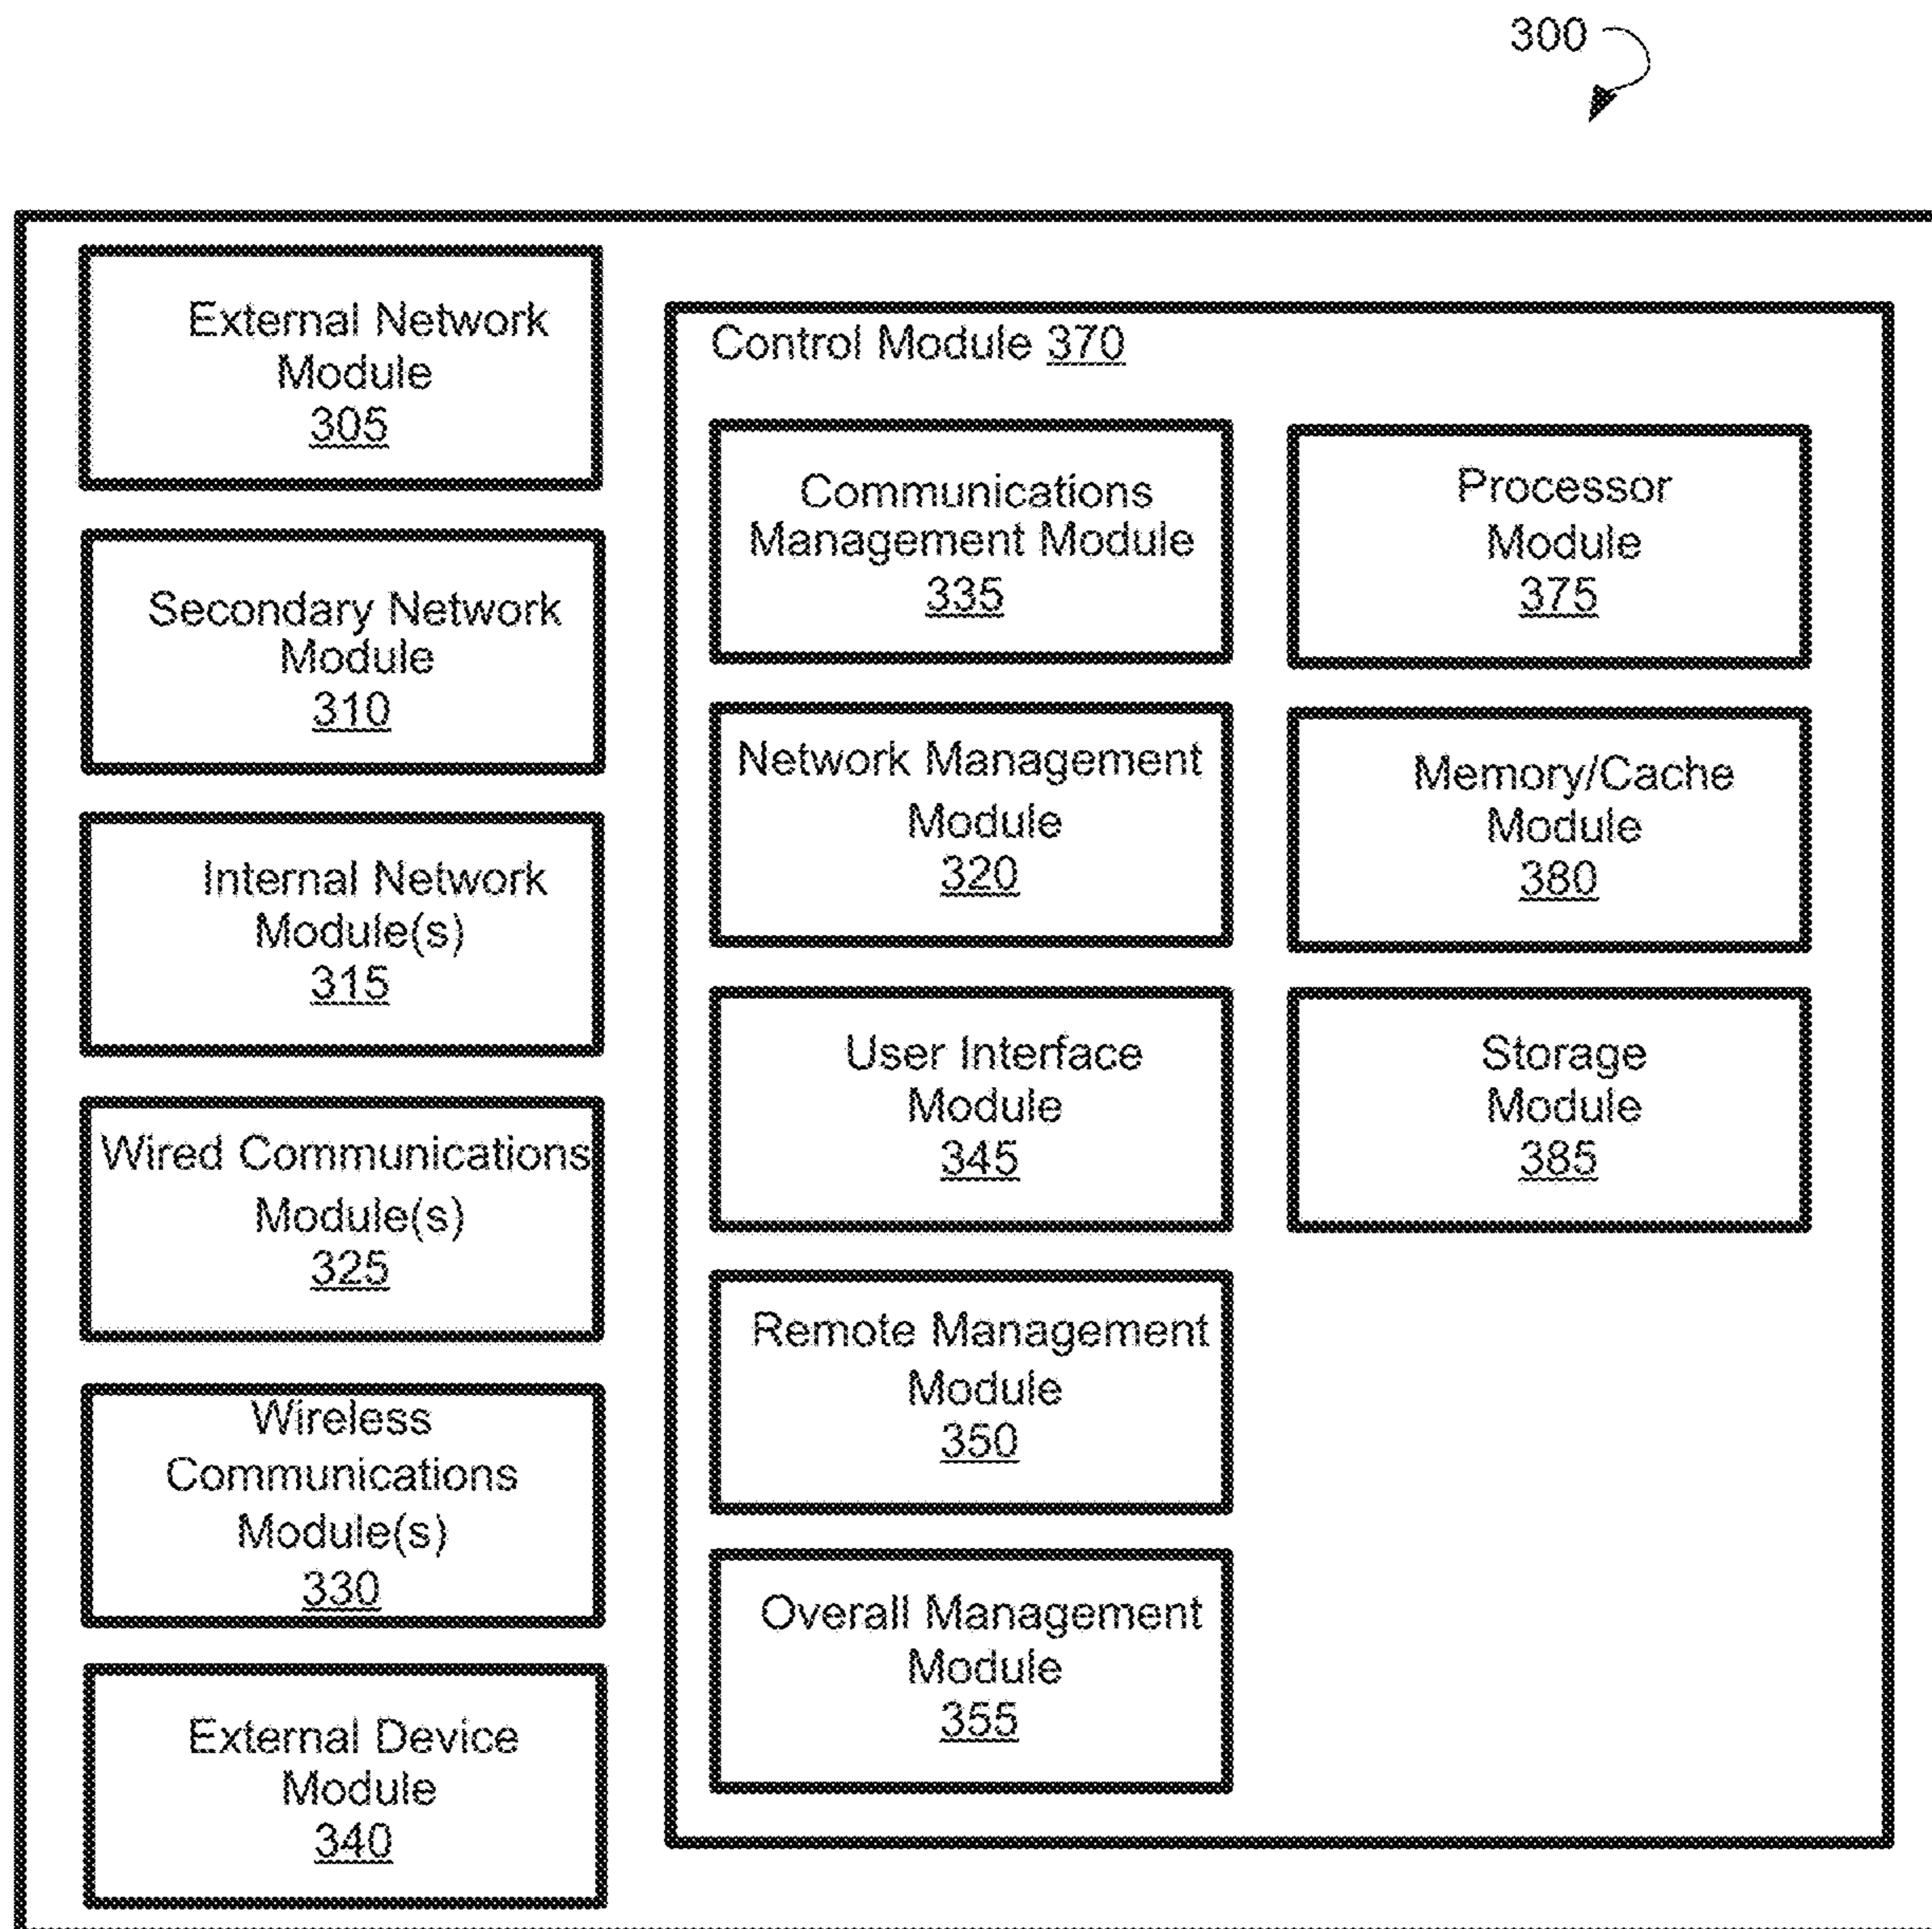 300
External Network
Module
305
Secondary Network
Module
310
Internal Network
Module(s)
315
Wired Communications
Module(s)
325
Wireless
Communications
Module(s)
330
External Device
Module
340
Control Module 370
Communications
Management Module
335
Network Management
Module
320
User Interface
Module
345
Remote Management
Module
350
Overall Management
Module
355
Processor
Module
375
Memory/Cache
Module
380
Storage
Module
385